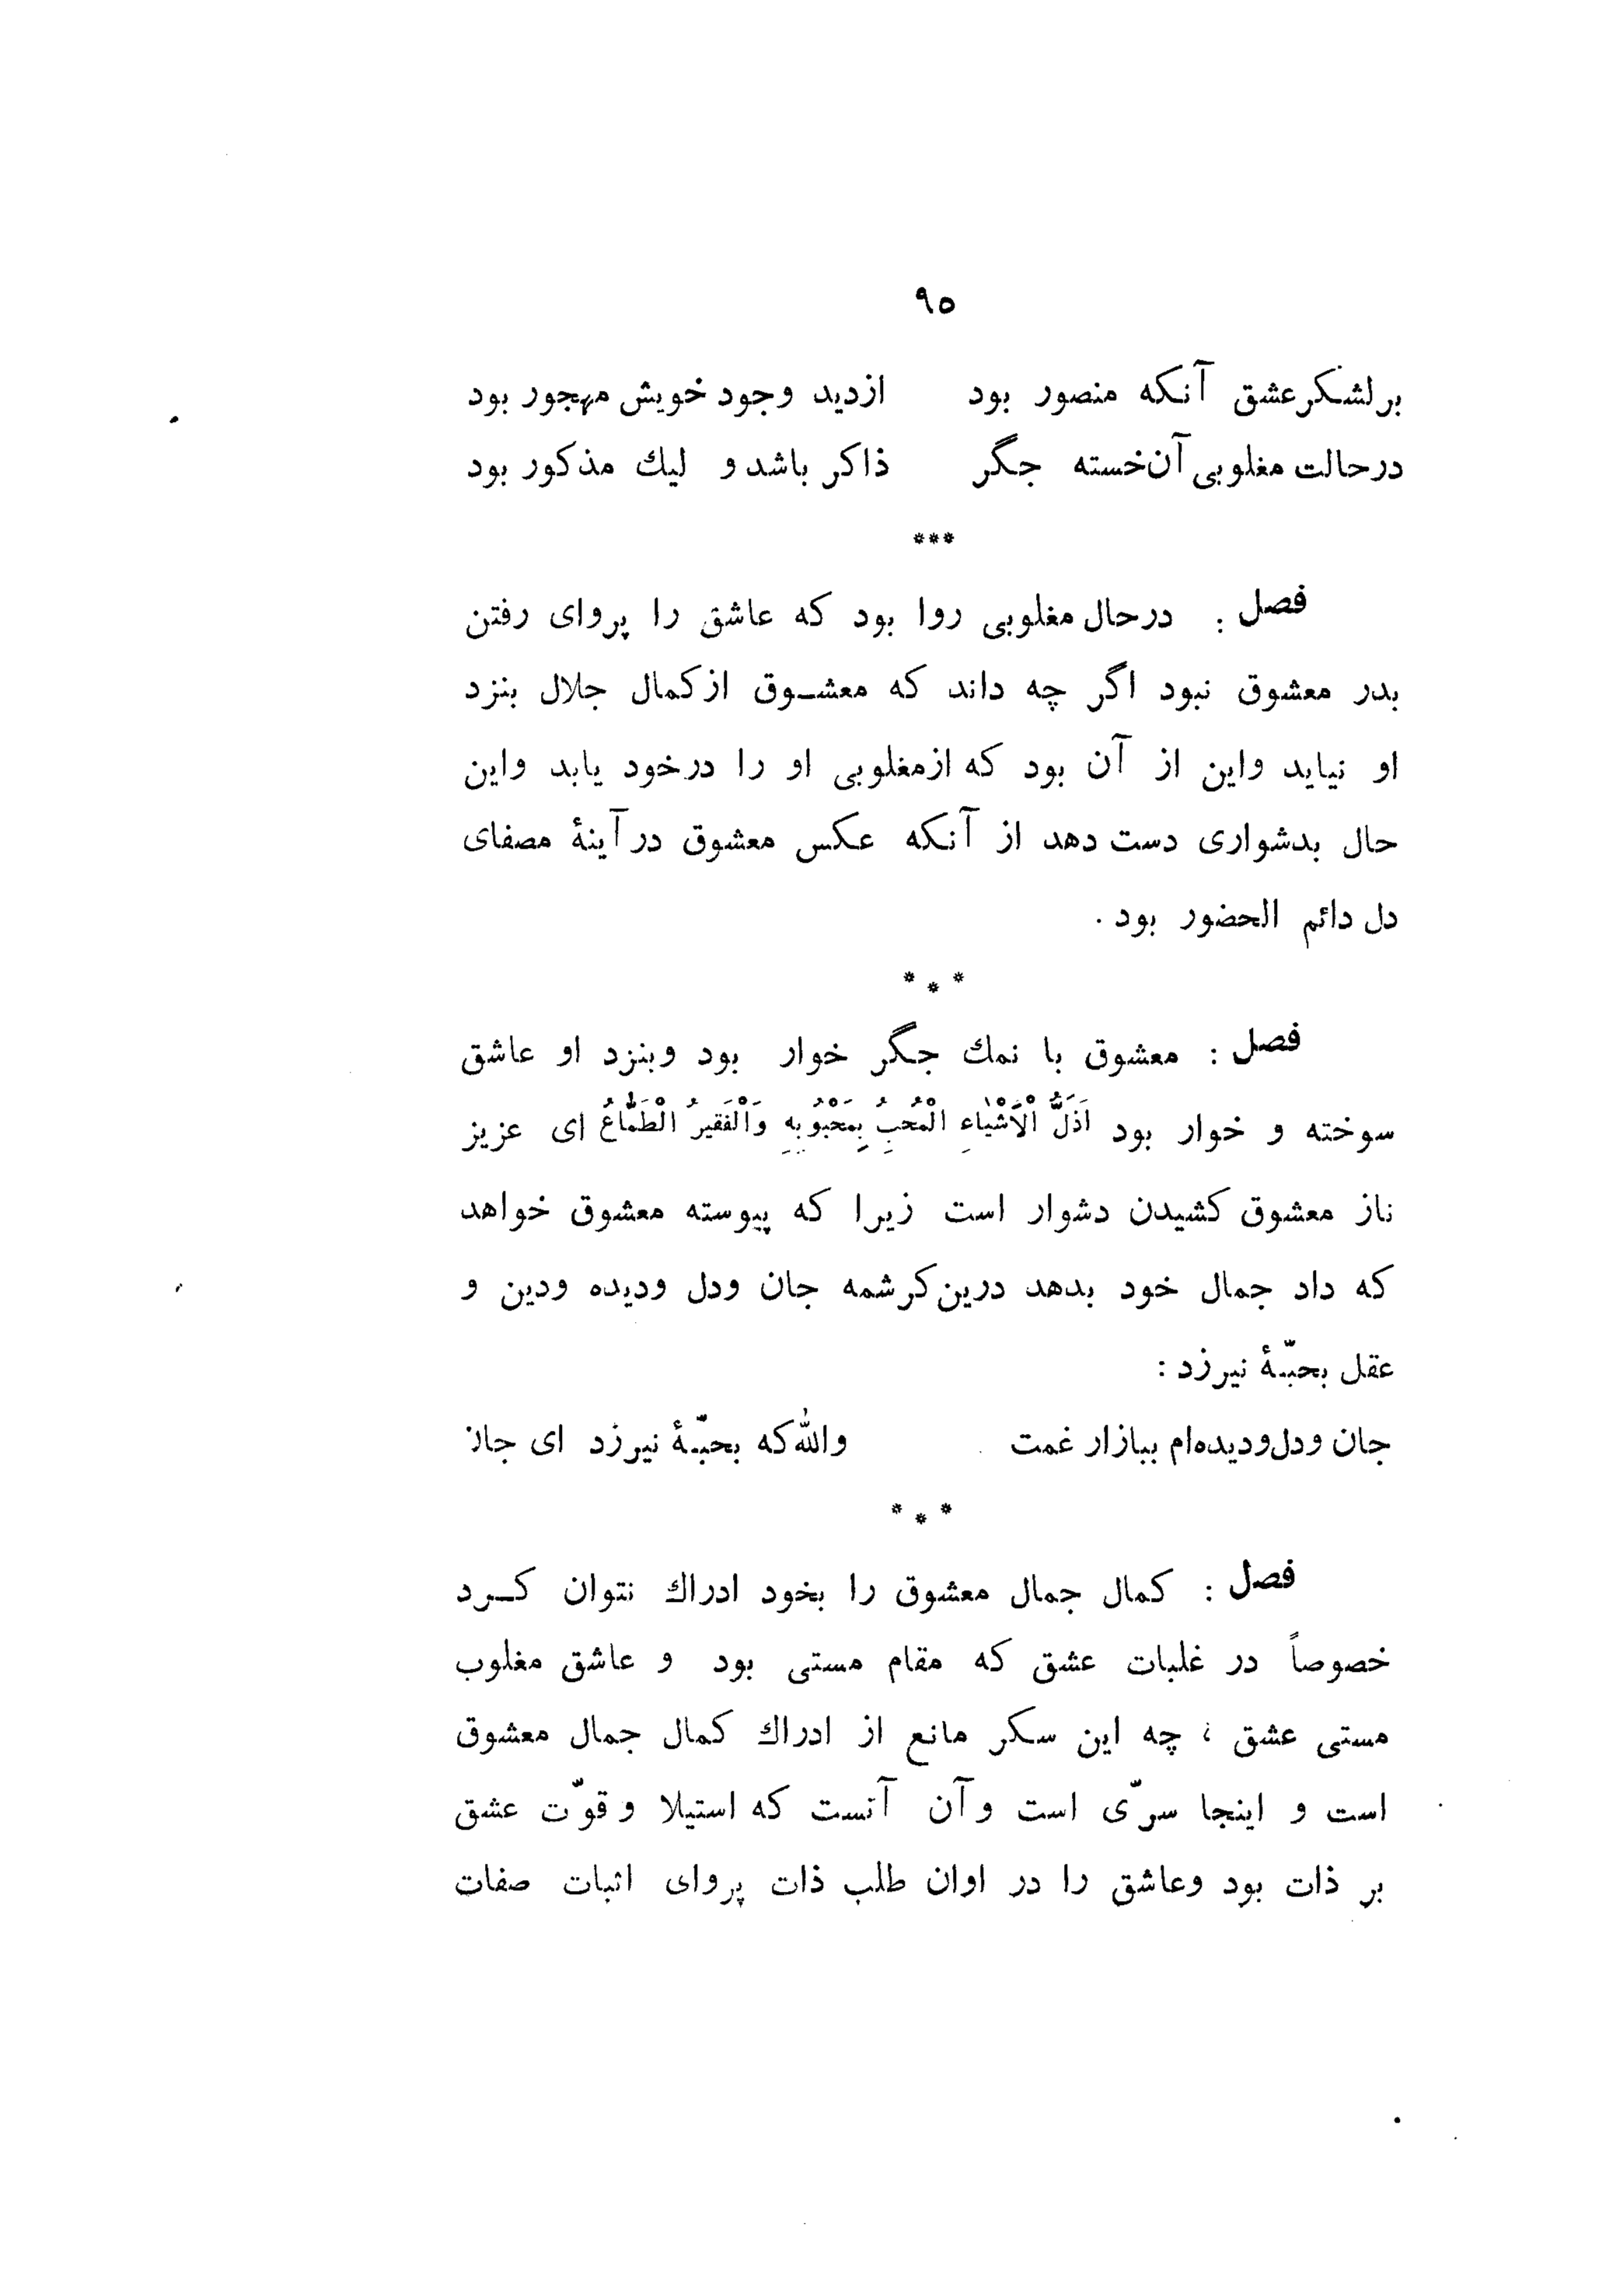 ۹۵
برلشکرعشق آنکه منصور بود ازدید وجود خویش مهجور بود
درحالت مغلوبی آن‌خسته جگر ذاکر باشد و لیك مذکور بود
***
فصل : درحال مغلوبی روا بود که عاشق را پروای رفتن
بدر معشوق نبود اگر چه داند که معشوق ازکمال جلال بنزد
او نیاید واین از آن بود که ازمغلوبی او را درخود یابد واین
حال بدشواری دست دهد از آنکه عکس معشوق درآینهٔ مصفای
دل دائم الحضور بود .
***
فصل : معشوق با نمك جگر خوار بود وبنزد او عاشق
سوخته و خوار بود اَذَلُّ الْاَشْیاءِ الْمُحِبُّ بِمَحْبُوبِهِ وَالْفَقیرُ الْطَمّاعُ ای عزیز
ناز معشوق کشیدن دشوار است زیرا که پیوسته معشوق خواهد
که داد جمال خود بدهد درین‌کرشمه جان ودل ودیده ودین و
عقل بحبّهٔ نیرزد :
جان ودل‌ودیده‌ام ببازار غمت والله‌که بحبّهٔ نیرزد ای جان
***
فصل : کمال جمال معشوق را بخود ادراك نتوان کرد
خصوصاً در غلبات عشق که مقام مستی بود و عاشق مغلوب
مستی عشق ، چه این سکر مانع از ادراك کمال جمال معشوق
است و اینجا سرّی است وآن آنست که استیلا و قوّت عشق
بر ذات بود وعاشق را در اوان طلب ذات پروای اثبات صفات